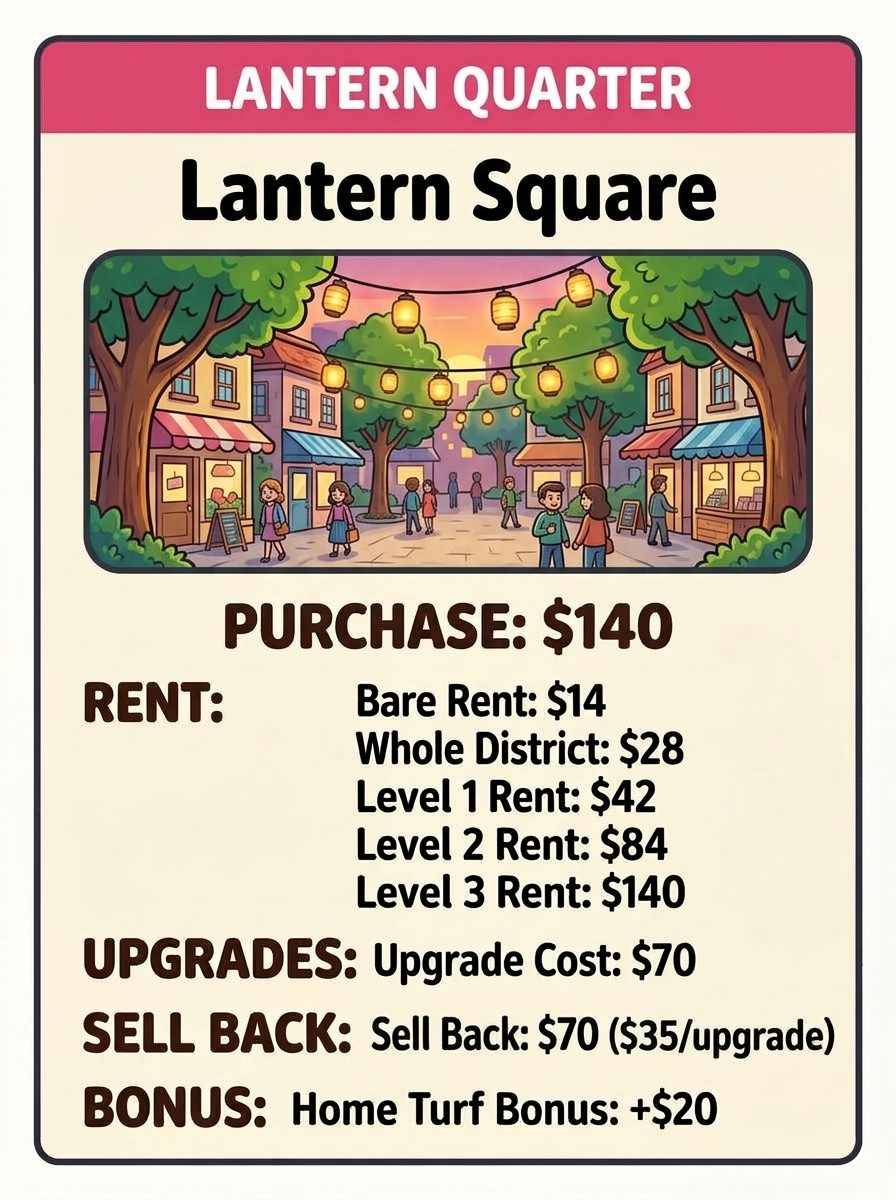 LANTERN QUARTER
Lantern Square
PURCHASE: $140
RENT: Bare Rent: $14
Whole District: $28
Level 1 Rent: $42
Level 2 Rent: $84
Level 3 Rent: $140
UPGRADES: Upgrade Cost: $70
SELL BACK: Sell Back: $70 ($35/upgrade)
BONUS: Home Turf Bonus: +$20